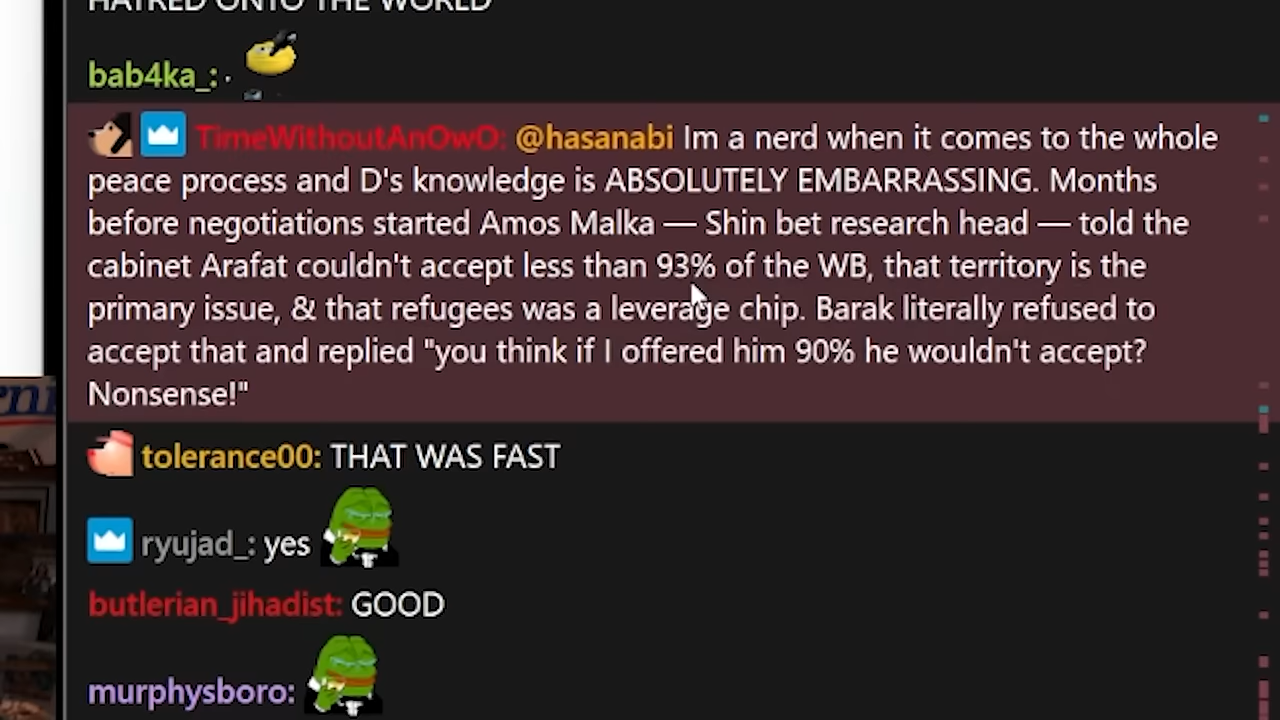 HATRED ONTO THE WORLD
bab4ka_: ·
TimeWithoutAnOwO: @hasanabi Im a nerd when it comes to the whole
peace process and D's knowledge is ABSOLUTELY EMBARRASSING. Months
before negotiations started Amos Malka — Shin bet research head — told the
cabinet Arafat couldn't accept less than 93% of the WB, that territory is the
primary issue, & that refugees was a leverage chip. Barak literally refused to
accept that and replied "you think if I offered him 90% he wouldn't accept?
Nonsense!"
tolerance00: THAT WAS FAST
ryujad_: yes
butlerian_jihadist: GOOD
murphysboro: